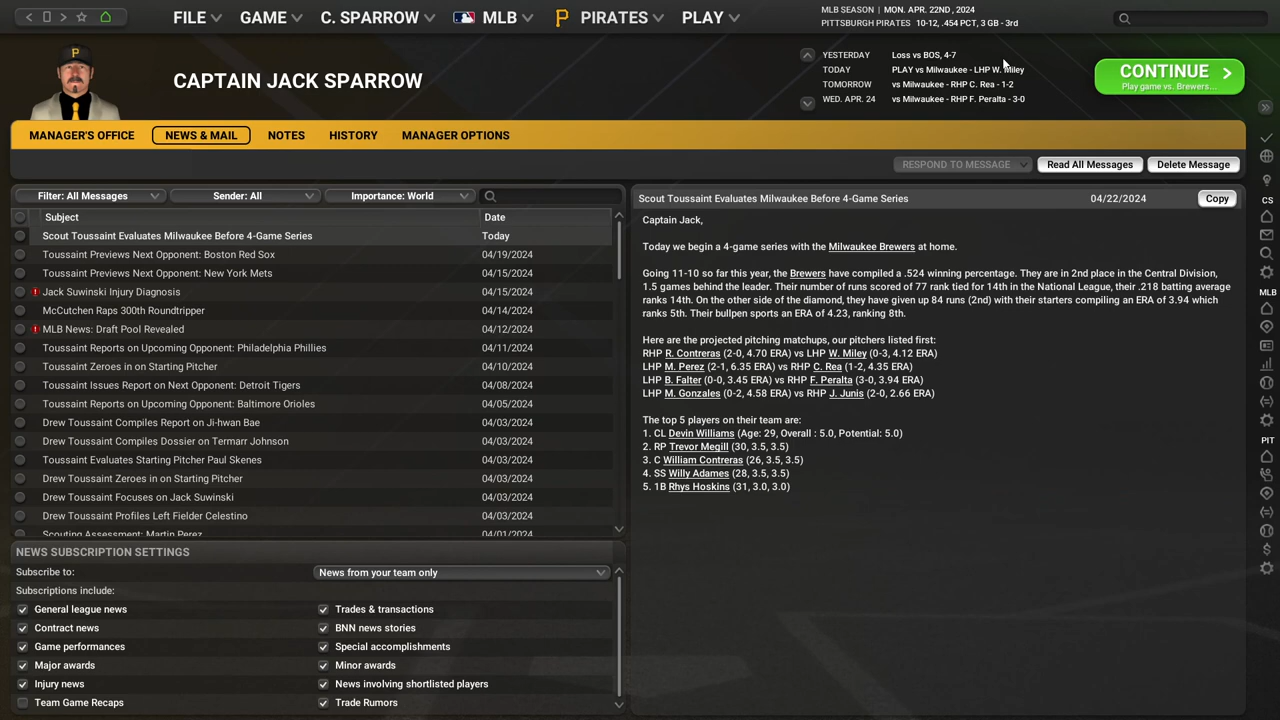 FILE
GAME
C. SPARROW
MLB
PIRATES
PLAY
MLB SEASON | MON. APR. 22ND , 2024
PITTSBURGH PIRATES 10-12, .454 PCT, 3 GB - 3rd
P
CAPTAIN JACK SPARROW
YESTERDAY Loss vs BOS, 4-7
TODAY PLAY vs Milwaukee - LHP W. Miley
TOMORROW vs Milwaukee - RHP C. Rea - 1-2
WED. APR. 24 vs Milwaukee - RHP F. Peralta - 3-0
CONTINUE
Play game vs. Brewers...
MANAGER'S OFFICE
NEWS & MAIL
NOTES
HISTORY
MANAGER OPTIONS
RESPOND TO MESSAGE
Read All Messages
Delete Message
Filter: All Messages
Sender: All
Importance: World
Subject Date
Scout Toussaint Evaluates Milwaukee Before 4-Game Series Today
Toussaint Previews Next Opponent: Boston Red Sox 04/19/2024
Toussaint Previews Next Opponent: New York Mets 04/15/2024
Jack Suwinski Injury Diagnosis 04/15/2024
McCutchen Raps 300th Roundtripper 04/14/2024
MLB News: Draft Pool Revealed 04/12/2024
Toussaint Reports on Upcoming Opponent: Philadelphia Phillies 04/11/2024
Toussaint Zeroes in on Starting Pitcher 04/10/2024
Toussaint Issues Report on Next Opponent: Detroit Tigers 04/08/2024
Toussaint Reports on Upcoming Opponent: Baltimore Orioles 04/05/2024
Drew Toussaint Compiles Report on Ji-hwan Bae 04/03/2024
Drew Toussaint Compiles Dossier on Termarr Johnson 04/03/2024
Toussaint Evaluates Starting Pitcher Paul Skenes 04/03/2024
Drew Toussaint Zeroes in on Starting Pitcher 04/03/2024
Drew Toussaint Focuses on Jack Suwinski 04/03/2024
Drew Toussaint Profiles Left Fielder Celestino 04/03/2024
Scouting Assessment: Martin Perez 04/01/2024
NEWS SUBSCRIPTION SETTINGS
Subscribe to: News from your team only
Subscriptions include:
General league news Trades & transactions
Contract news BNN news stories
Game performances Special accomplishments
Major awards Minor awards
Injury news News involving shortlisted players
Team Game Recaps Trade Rumors
Scout Toussaint Evaluates Milwaukee Before 4-Game Series 04/22/2024 Copy
Captain Jack,
Today we begin a 4-game series with the Milwaukee Brewers at home.
Going 11-10 so far this year, the Brewers have compiled a .524 winning percentage. They are in 2nd place in the Central Division,
1.5 games behind the leader. Their number of runs scored of 77 rank tied for 14th in the National League, their .218 batting average
ranks 14th. On the other side of the diamond, they have given up 84 runs (2nd) with their starters compiling an ERA of 3.94 which
ranks 5th. Their bullpen sports an ERA of 4.23, ranking 8th.
Here are the projected pitching matchups, our pitchers listed first:
RHP R. Contreras (2-0, 4.70 ERA) vs LHP W. Miley (0-3, 4.12 ERA)
LHP M. Perez (2-1, 6.35 ERA) vs RHP C. Rea (1-2, 4.35 ERA)
LHP B. Falter (0-0, 3.45 ERA) vs RHP F. Peralta (3-0, 3.94 ERA)
LHP M. Gonzales (0-2, 4.58 ERA) vs RHP J. Junis (2-0, 2.66 ERA)
The top 5 players on their team are:
1. CL Devin Williams (Age: 29, Overall : 5.0, Potential: 5.0)
2. RP Trevor Megill (30, 3.5, 3.5)
3. C William Contreras (26, 3.5, 3.5)
4. SS Willy Adames (28, 3.5, 3.5)
5. 1B Rhys Hoskins (31, 3.0, 3.0)
CS
MLB
PIT